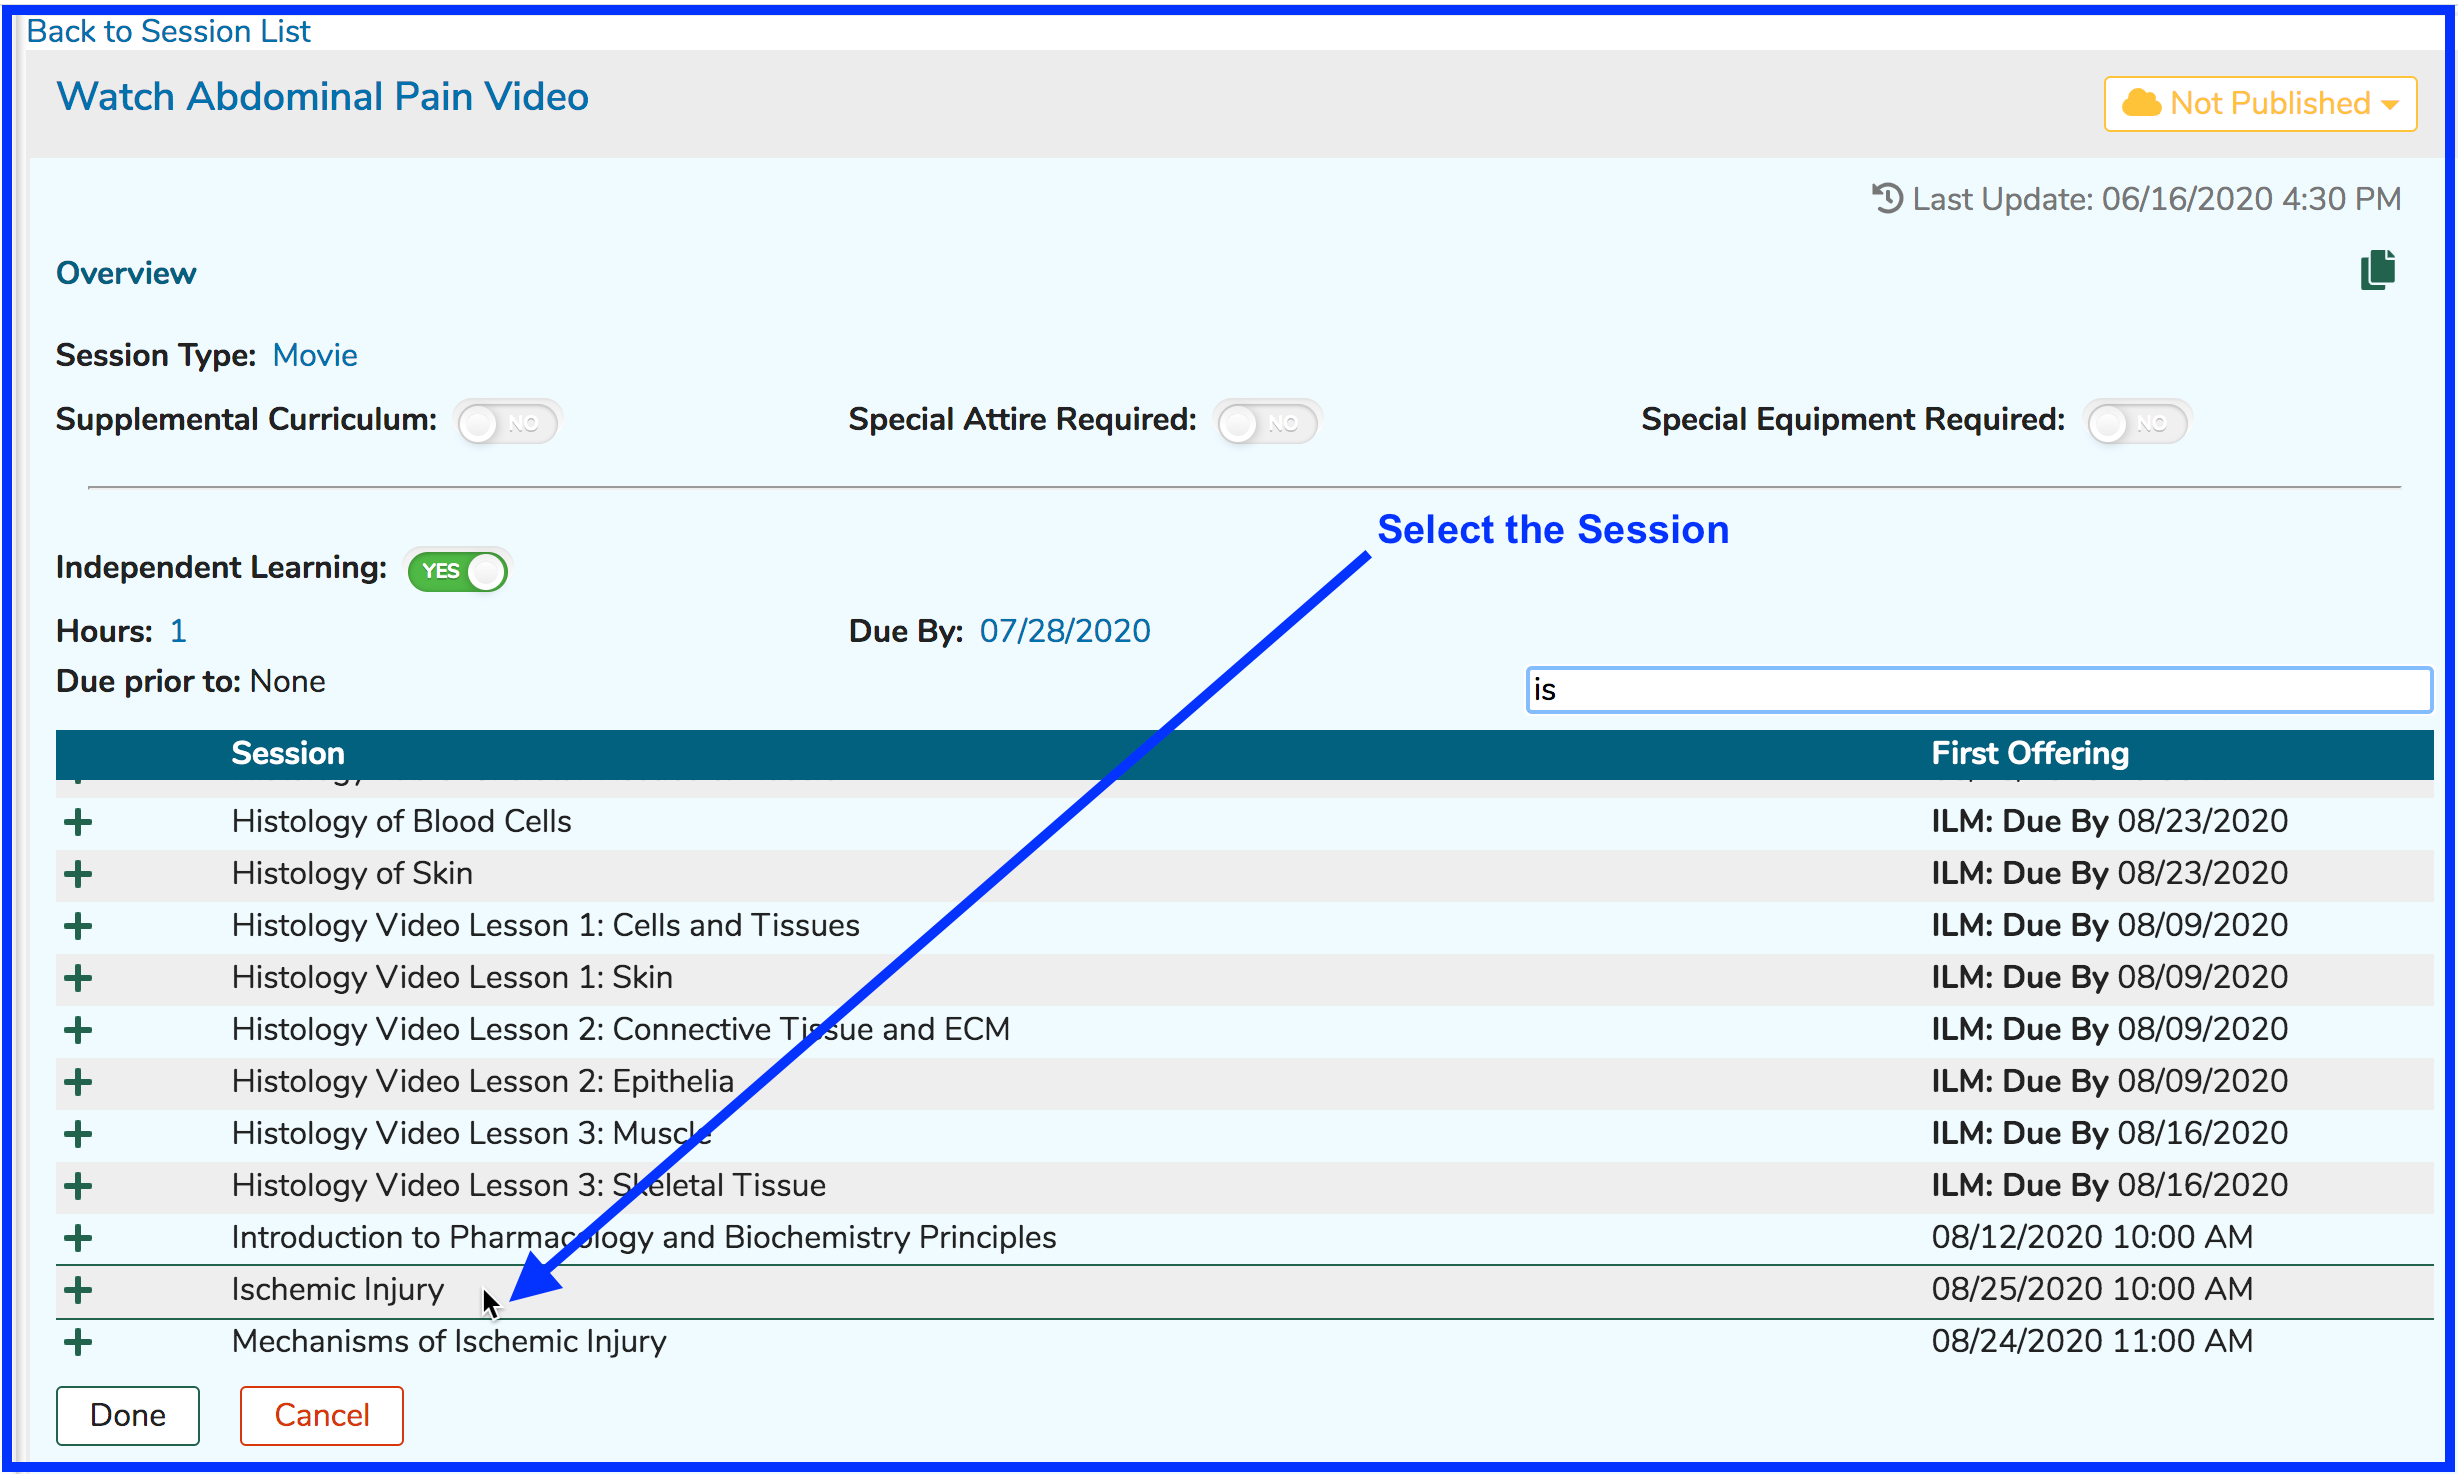 Back to Session List
Watch Abdominal Pain Video
Not Published
Last Update: 06/16/2020 4:30 PM
Overview
Session Type: Movie
Supplemental Curriculum: NO Special Attire Required: NO Special Equipment Required: NO
Select the Session
Independent Learning: YES
Hours: 1 Due By: 07/28/2020
Due prior to: None
is
Session First Offering
Histology of Blood Cells ILM: Due By 08/23/2020
Histology of Skin ILM: Due By 08/23/2020
Histology Video Lesson 1: Cells and Tissues ILM: Due By 08/09/2020
Histology Video Lesson 1: Skin ILM: Due By 08/09/2020
Histology Video Lesson 2: Connective Tissue and ECM ILM: Due By 08/09/2020
Histology Video Lesson 2: Epithelia ILM: Due By 08/09/2020
Histology Video Lesson 3: Muscle ILM: Due By 08/16/2020
Histology Video Lesson 3: Skeletal Tissue ILM: Due By 08/16/2020
Introduction to Pharmacology and Biochemistry Principles 08/12/2020 10:00 AM
Ischemic Injury 08/25/2020 10:00 AM
Mechanisms of Ischemic Injury 08/24/2020 11:00 AM
Done Cancel